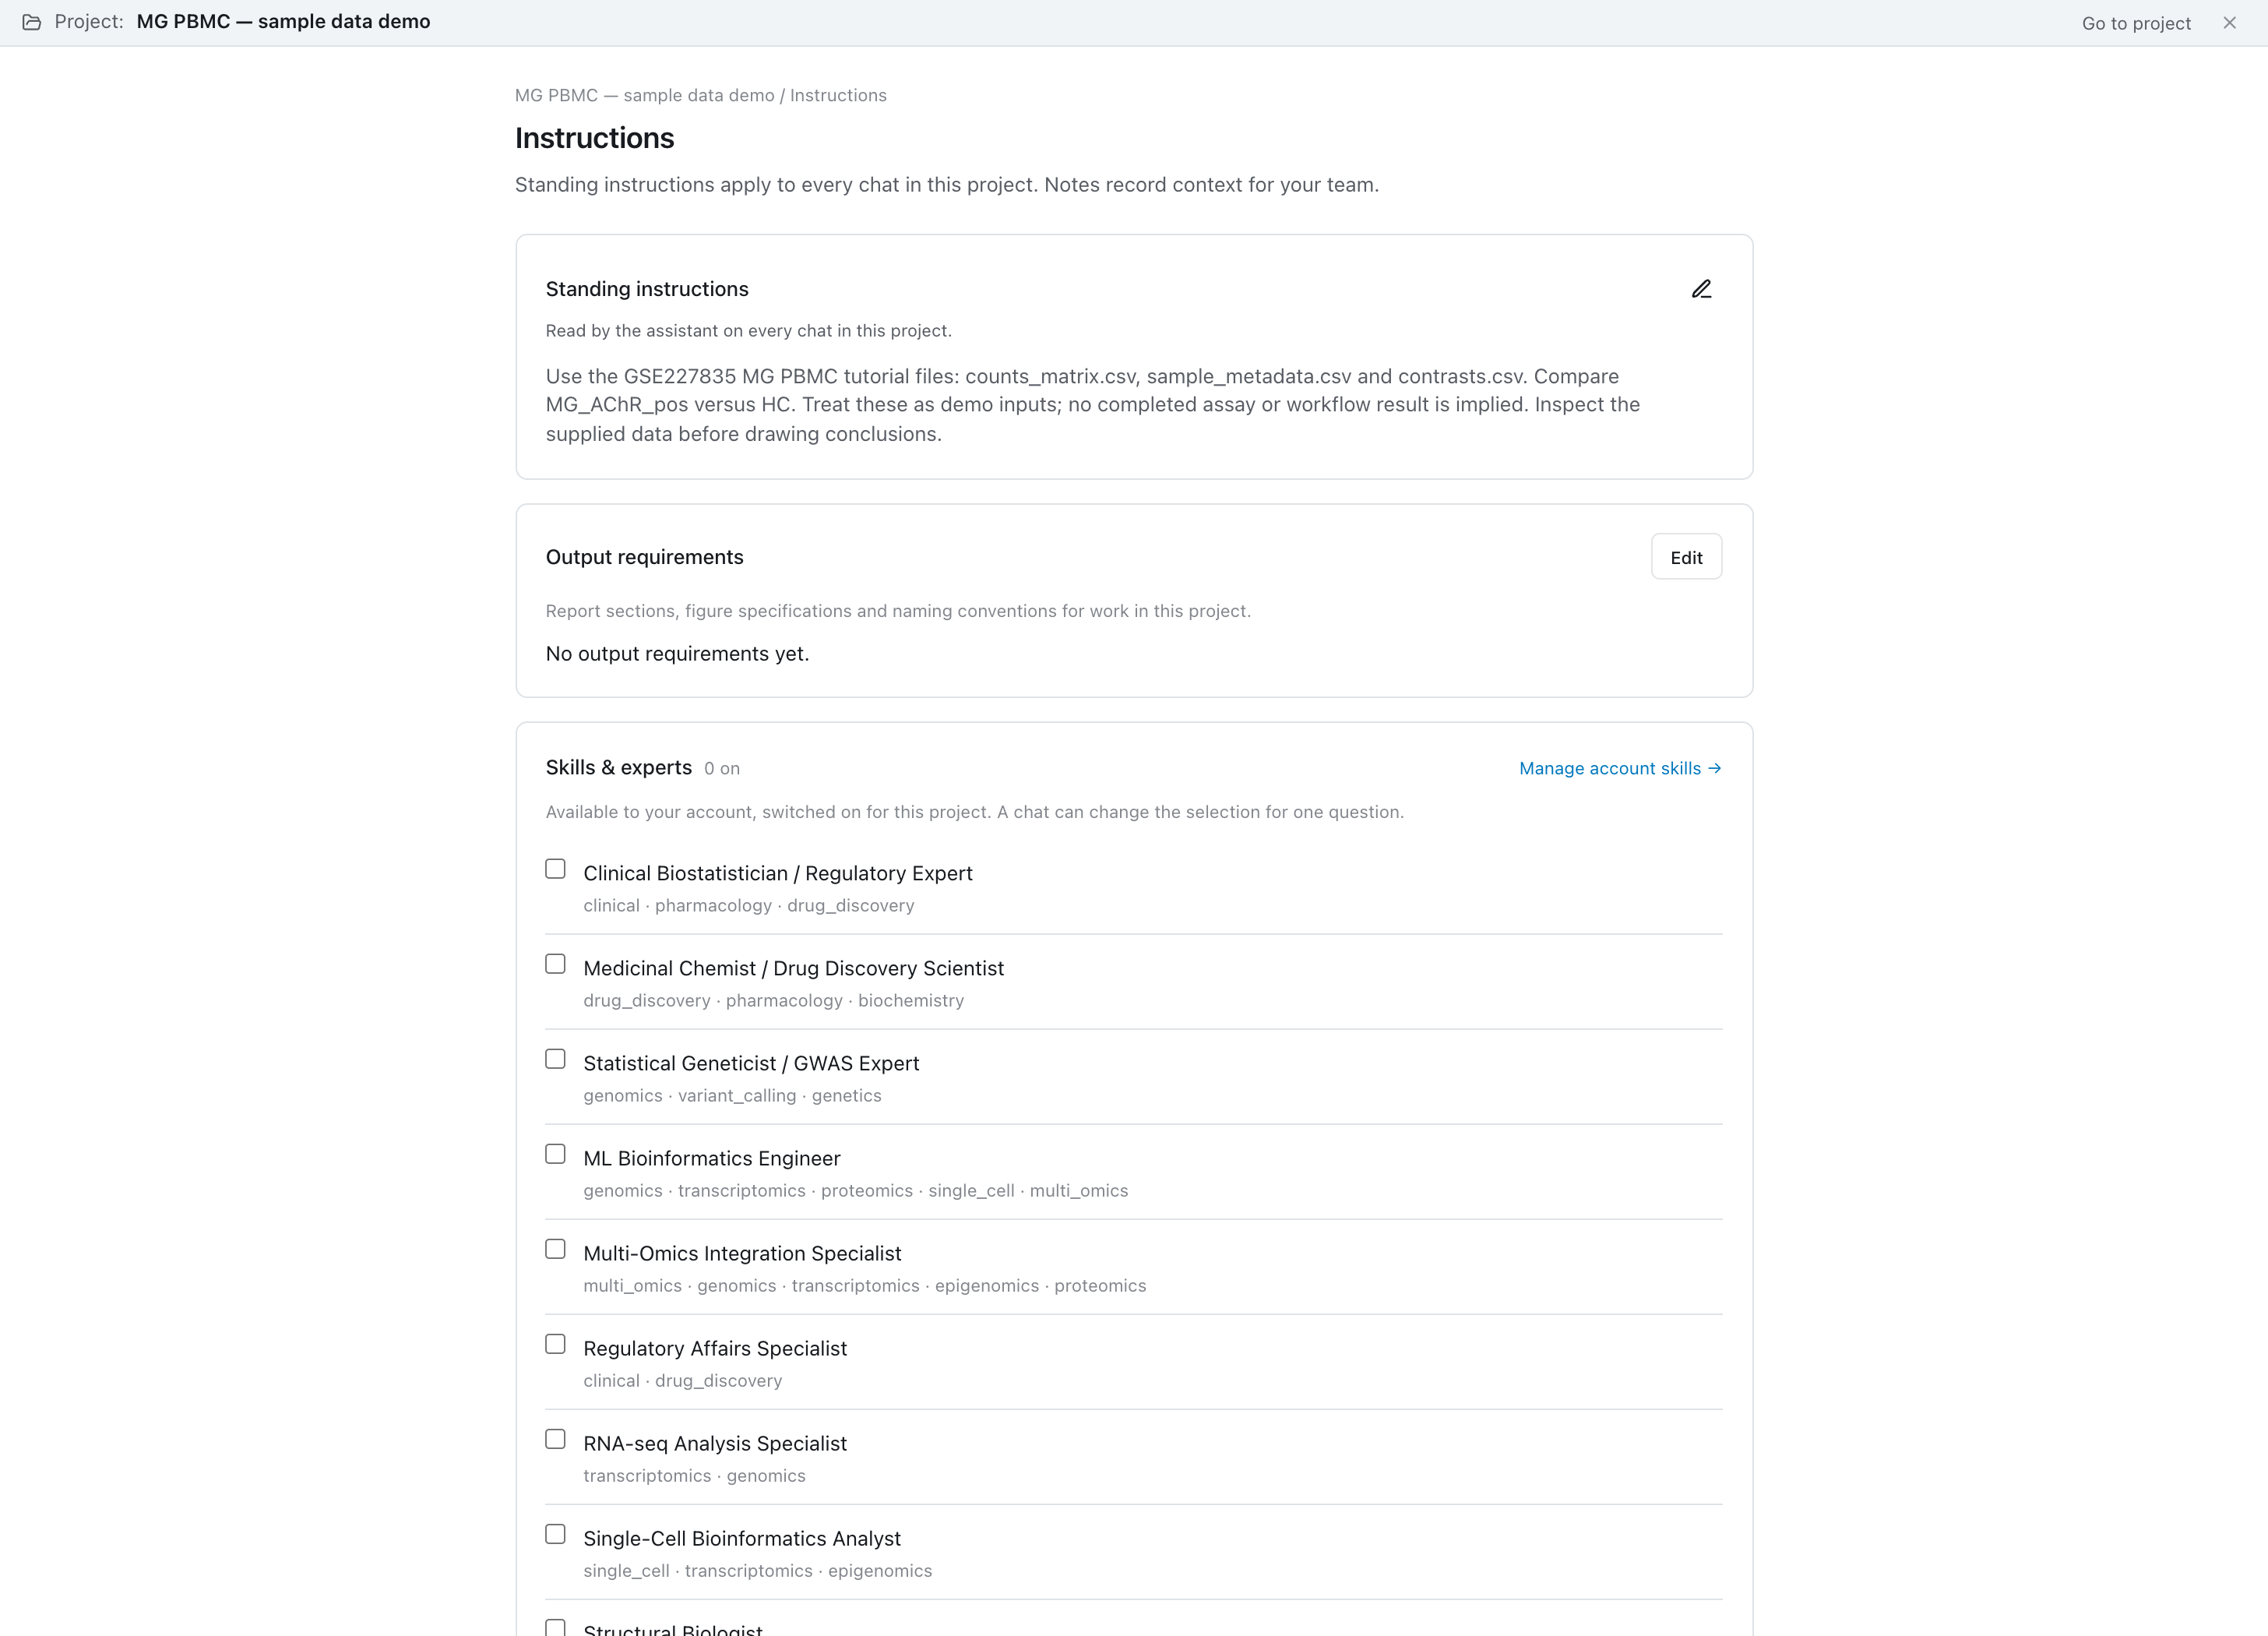 Project: MG PBMC — sample data demo
Go to project
MG PBMC — sample data demo / Instructions
Instructions
Standing instructions apply to every chat in this project. Notes record context for your team.
Standing instructions
Read by the assistant on every chat in this project.
Use the GSE227835 MG PBMC tutorial files: counts_matrix.csv, sample_metadata.csv and contrasts.csv. Compare
MG_AChR_pos versus HC. Treat these as demo inputs; no completed assay or workflow result is implied. Inspect the
supplied data before drawing conclusions.
Output requirements
Edit
Report sections, figure specifications and naming conventions for work in this project.
No output requirements yet.
Skills & experts 0 on
Manage account skills →
Available to your account, switched on for this project. A chat can change the selection for one question.
Clinical Biostatistician / Regulatory Expert
clinical · pharmacology · drug_discovery
Medicinal Chemist / Drug Discovery Scientist
drug_discovery · pharmacology · biochemistry
Statistical Geneticist / GWAS Expert
genomics · variant_calling · genetics
ML Bioinformatics Engineer
genomics · transcriptomics · proteomics · single_cell · multi_omics
Multi-Omics Integration Specialist
multi_omics · genomics · transcriptomics · epigenomics · proteomics
Regulatory Affairs Specialist
clinical · drug_discovery
RNA-seq Analysis Specialist
transcriptomics · genomics
Single-Cell Bioinformatics Analyst
single_cell · transcriptomics · epigenomics
Structural Biologist